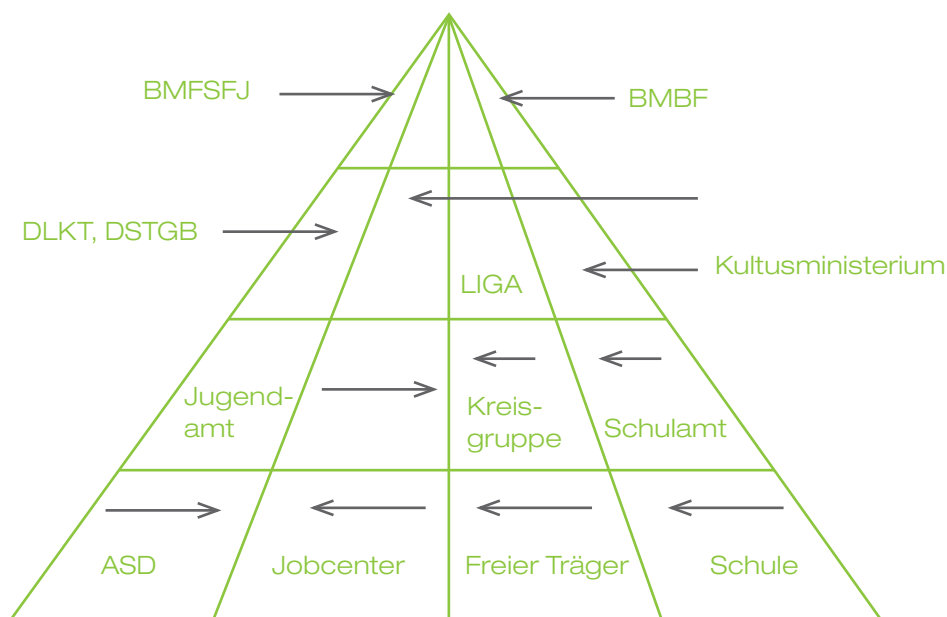 BMFSFJ
BMBF
DLKT, DSTGB
Kultusministerium
LIGA
Jugend-
amt
Kreis-
gruppe
Schulamt
ASD
Jobcenter
Freier Träger
Schule